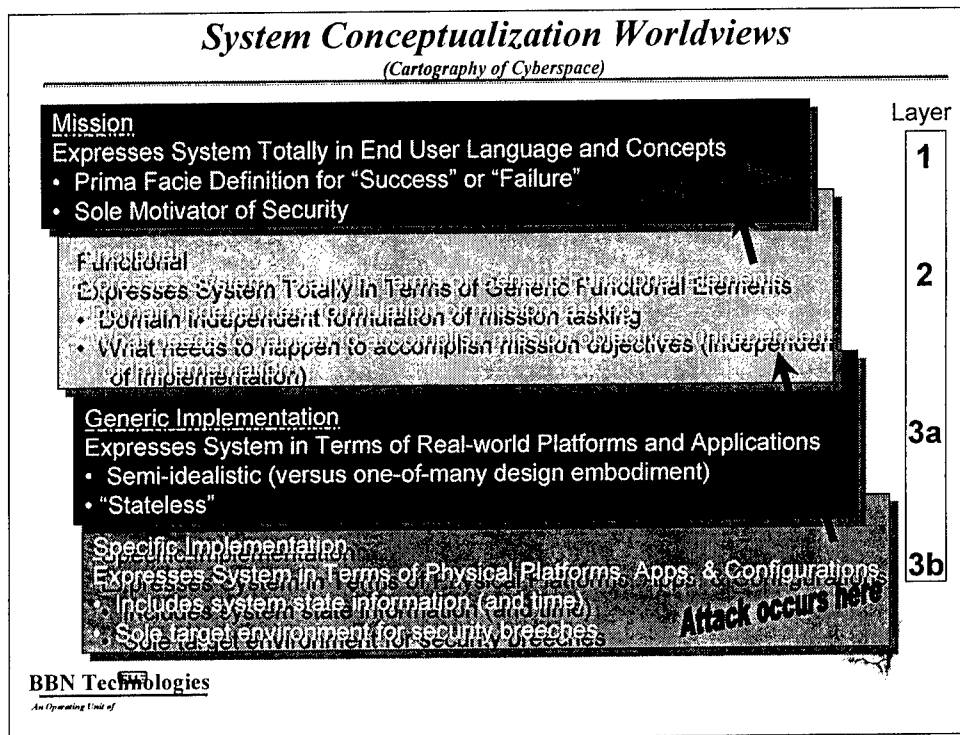 System Conceptualization Worldviews
(Cartography of Cyberspace)
Layer
Mission
Expresses System Totally in End User Language and Concepts
• Prima Facie Definition for “Success” or “Failure”
• Sole Motivator of Security
1
Functional
Expresses System Totally in Terms of Generic Functional Elements
• Domain independent formulation of mission tasking
• What needs to happen to accomplish mission objectives (independent
of implementation)
2
Generic Implementation
Expresses System in Terms of Real-world Platforms and Applications
• Semi-idealistic (versus one-of-many design embodiment)
• “Stateless”
3a
Specific Implementation
Expresses System in Terms of Physical Platforms, Apps, & Configurations
• Includes system state information (and time)
• Sole target environment for security breeches
3b
Attack occurs here
BBN Technologies
An Operating Unit of